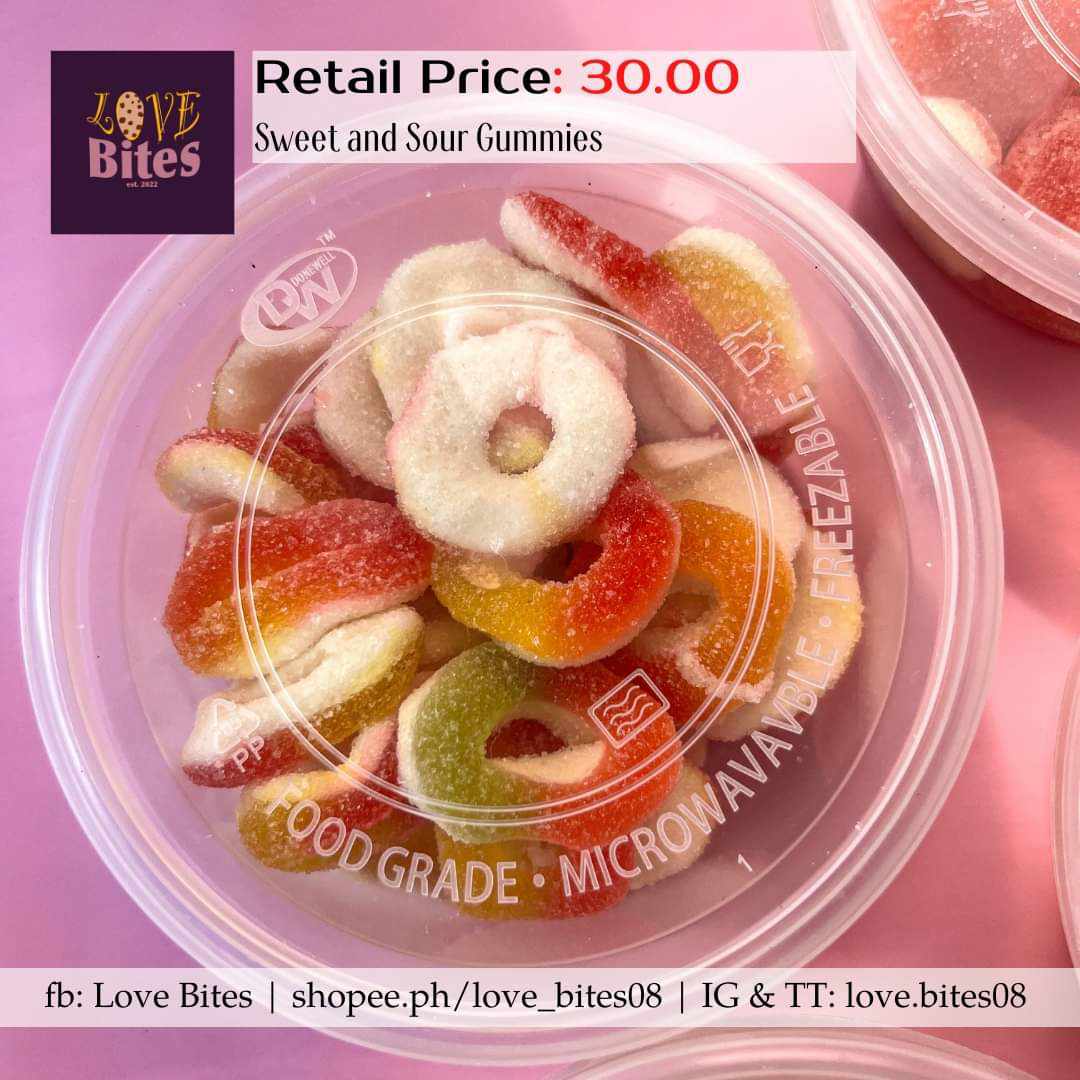 LOVE
Bites
est. 2022
Retail Price: 30.00
Sweet and Sour Gummies
DW
DONEWELL
TM
PP
FOOD GRADE • MICROWAVAVBLE • FREEZABLE
1
fb: Love Bites | shopee.ph/love_bites08 | IG & TT: love.bites08